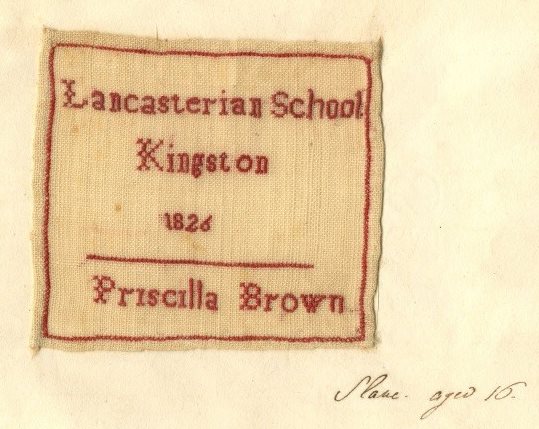 Lancasterian School
Kingston
1826
Priscilla Brown
Slave. aged 16.